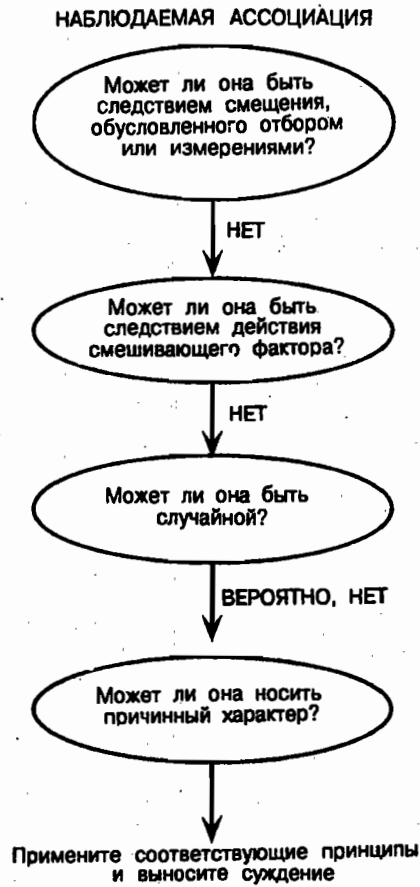 НАБЛЮДАЕМАЯ АССОЦИАЦИЯ
Может ли она быть
следствием смещения,
обусловленного отбором
или измерениями?
НЕТ
Может ли она быть
следствием действия
смешивающего фактора?
НЕТ
Может ли она быть
случайной?
ВЕРОЯТНО, НЕТ
Может ли она носить
причинный характер?
Примените соответствующие принципы
и выносите суждение